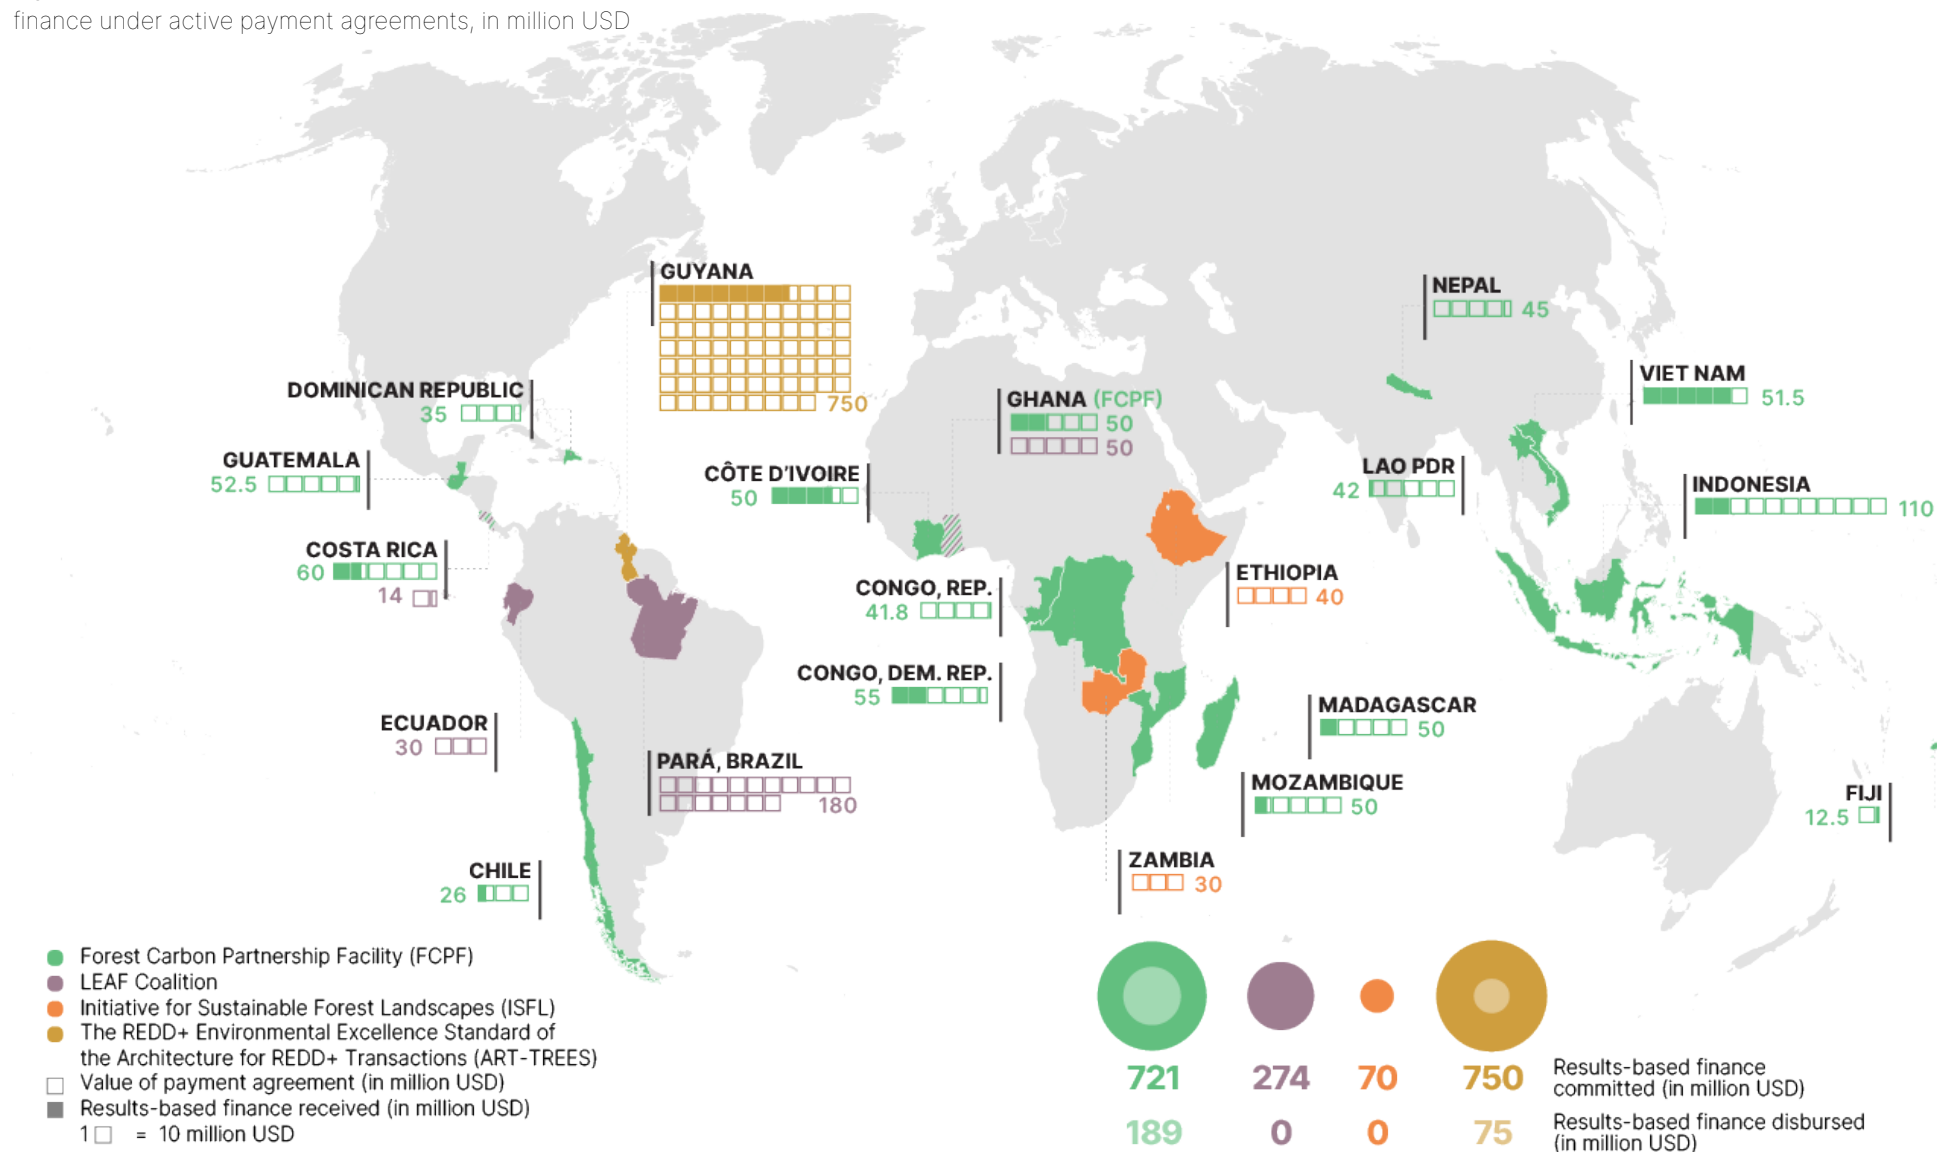 finance under active payment agreements, in million USD
GUYANA
750
NEPAL
45
VIET NAM
51.5
DOMINICAN REPUBLIC
35
GHANA (FCPF)
50
50
GUATEMALA
52.5
CÔTE D'IVOIRE
50
LAO PDR
42
INDONESIA
110
COSTA RICA
60
14
CONGO, REP.
41.8
ETHIOPIA
40
CONGO, DEM. REP.
55
MADAGASCAR
50
ECUADOR
30
PARÁ, BRAZIL
180
MOZAMBIQUE
50
FIJI
12.5
CHILE
26
ZAMBIA
30
Forest Carbon Partnership Facility (FCPF)
LEAF Coalition
Initiative for Sustainable Forest Landscapes (ISFL)
The REDD+ Environmental Excellence Standard of
the Architecture for REDD+ Transactions (ART-TREES)
Value of payment agreement (in million USD)
Results-based finance received (in million USD)
1 = 10 million USD
721 274 70 750 Results-based finance
committed (in million USD)
189 0 0 75 Results-based finance disbursed
(in million USD)